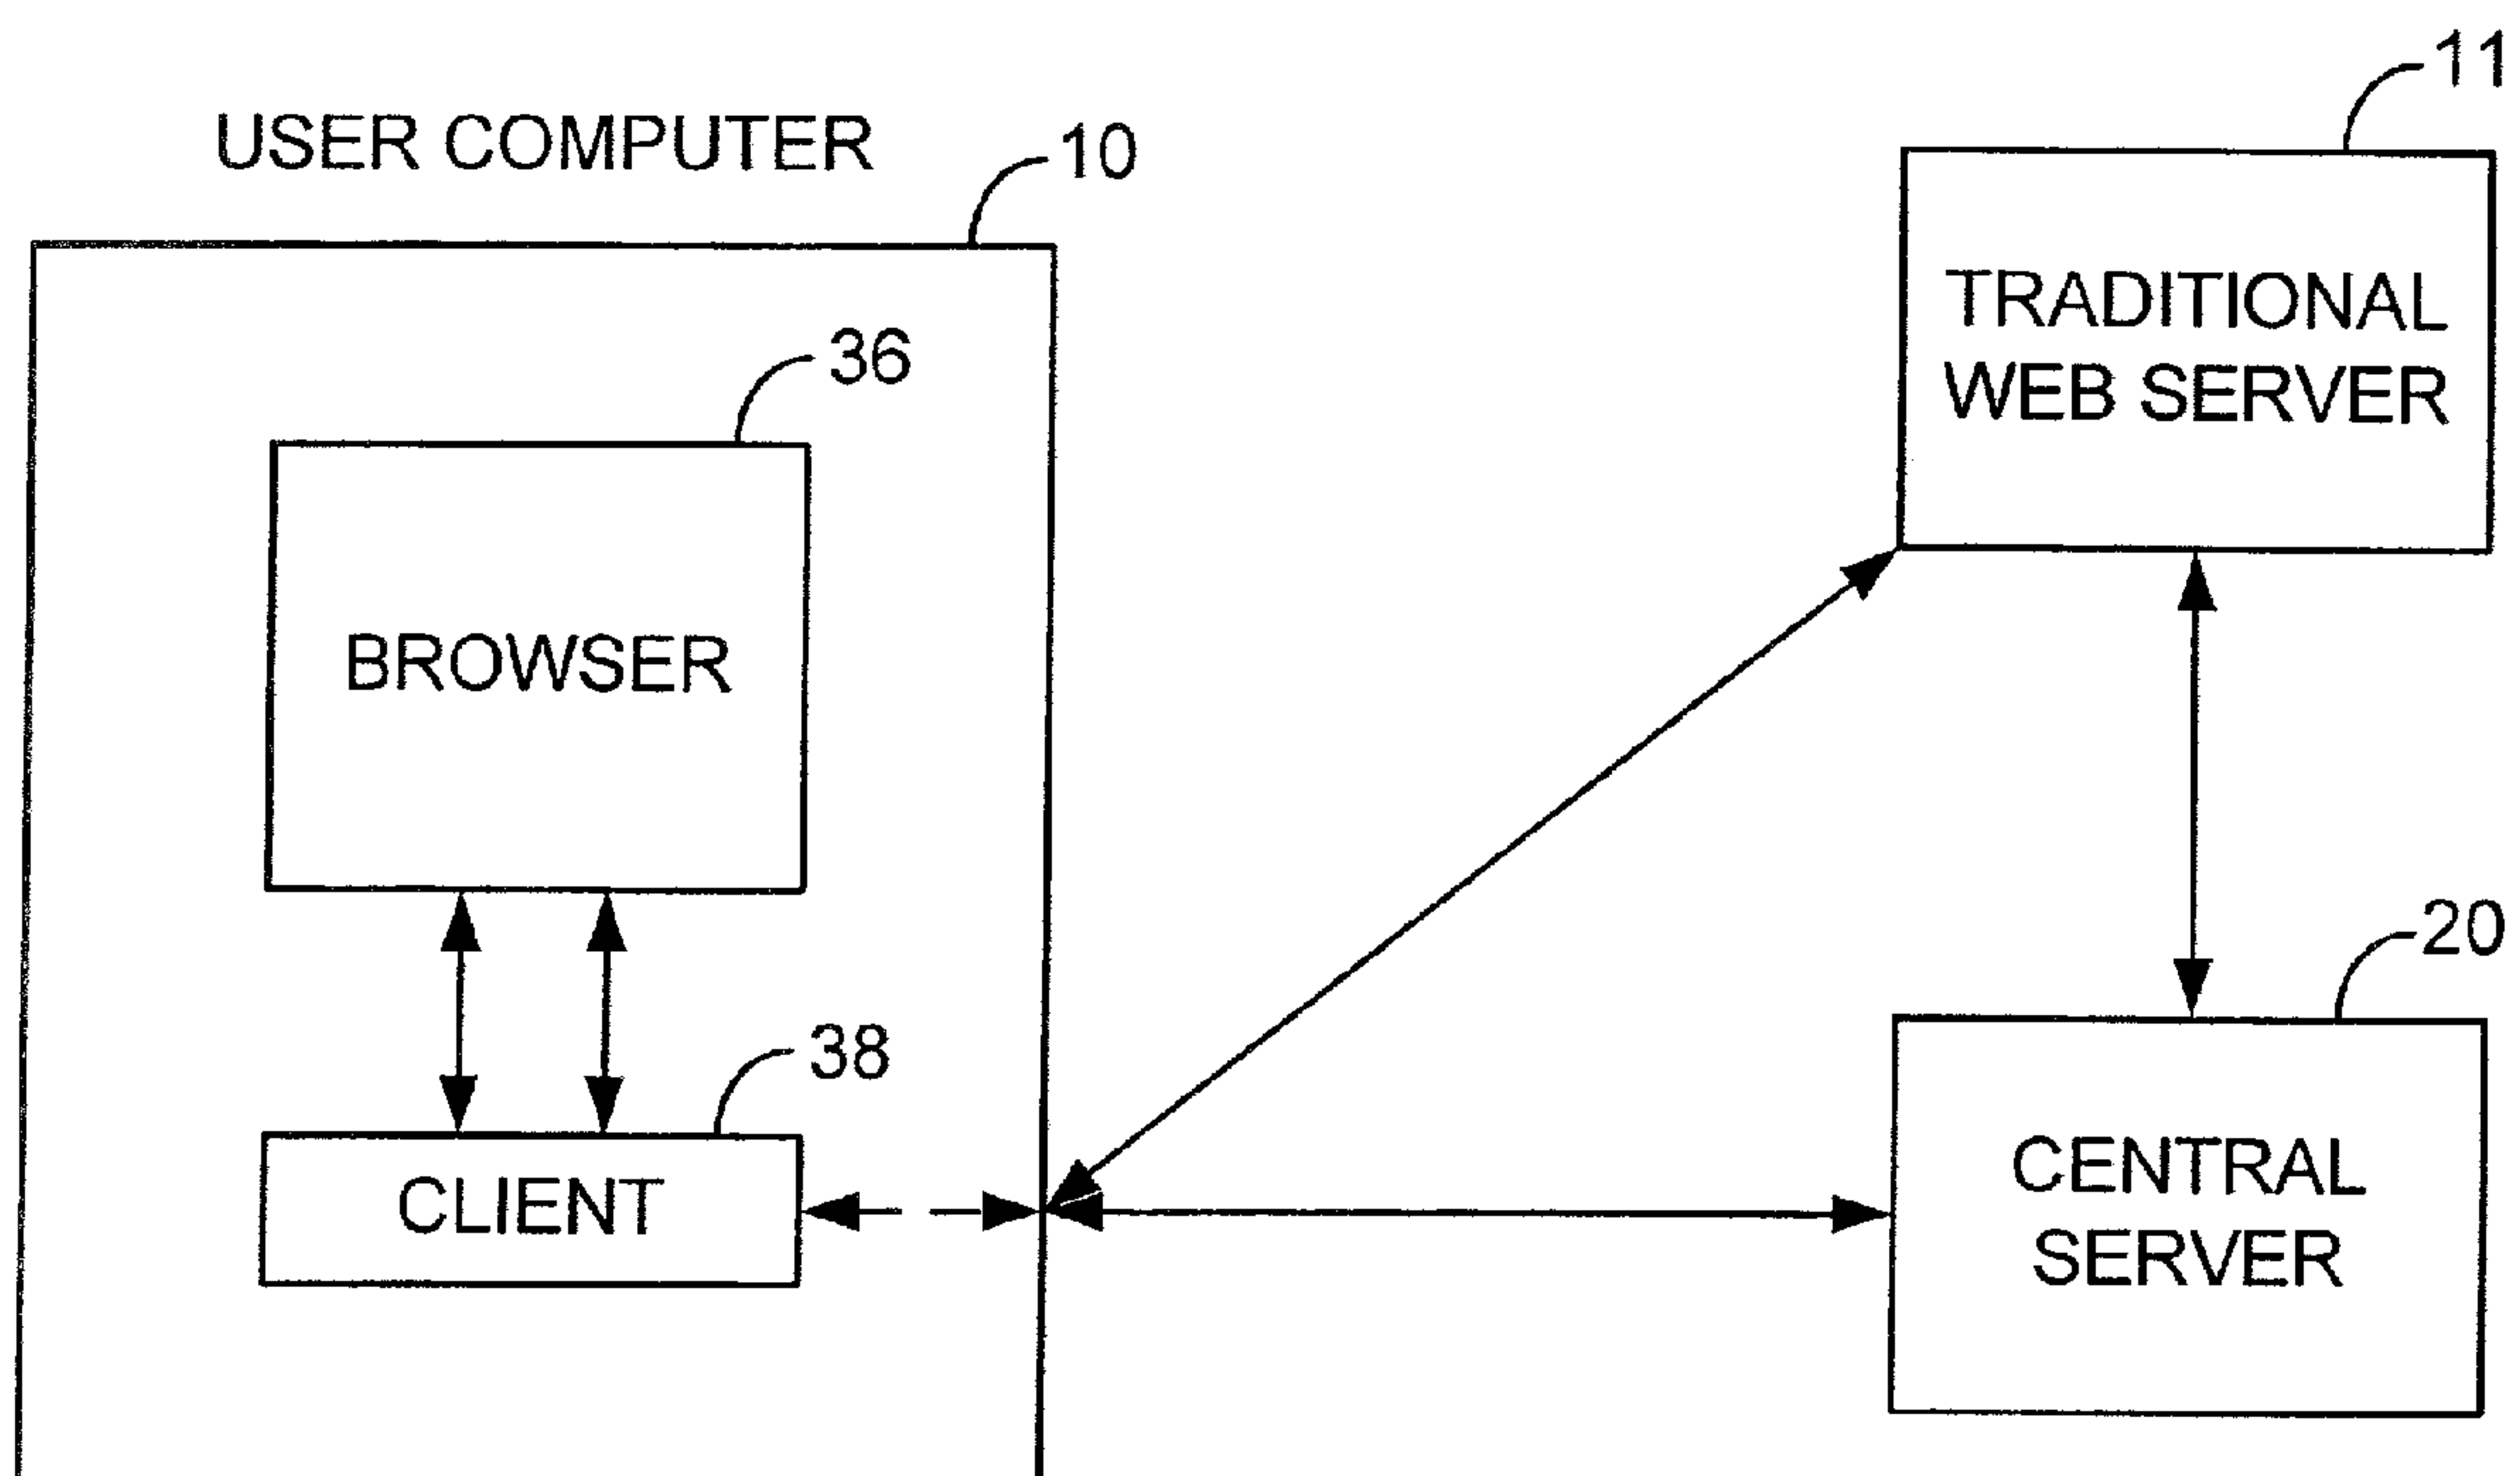 USER COMPUTER
10
11
TRADITIONAL
WEB SERVER
36
BROWSER
38
CLIENT
20
CENTRAL
SERVER